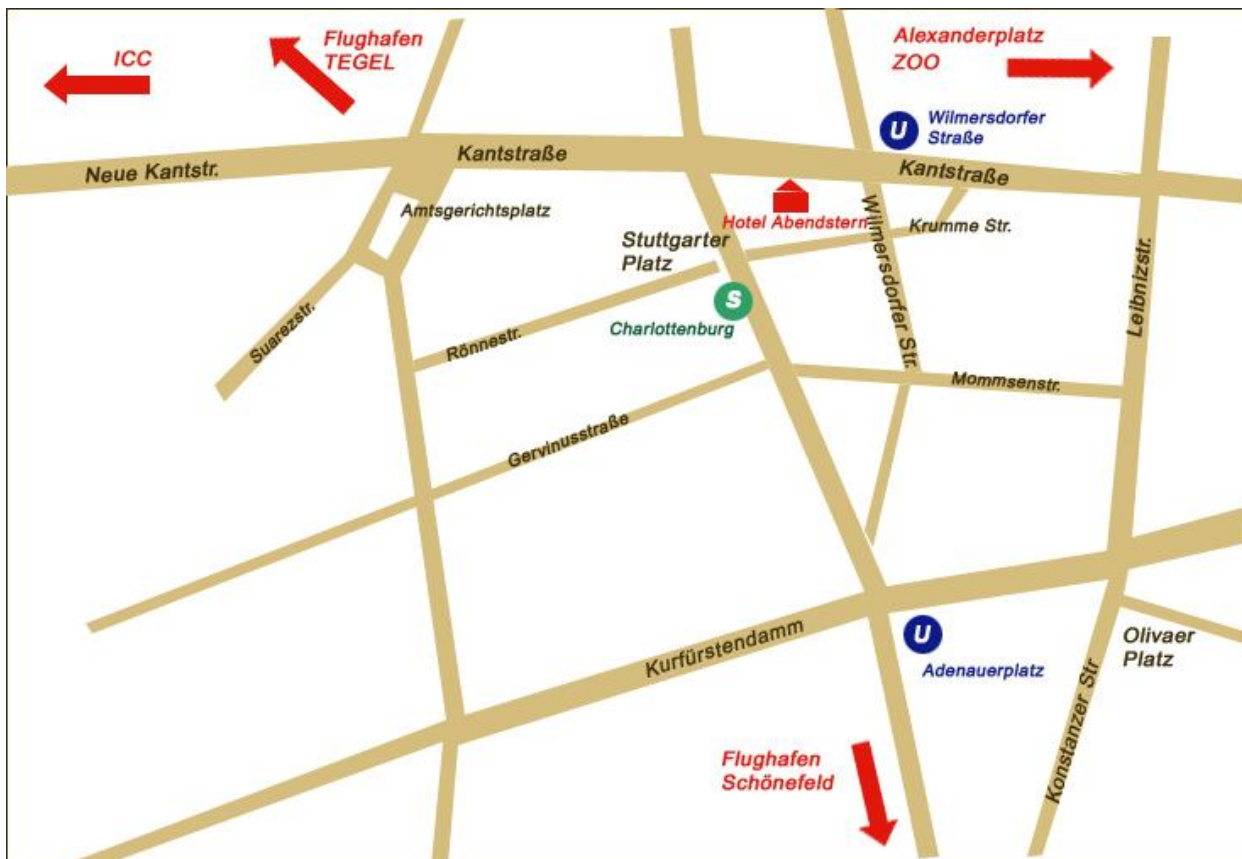 ICC
Flughafen
TEGEL
Alexanderplatz
ZOO
U
Wilmersdorfer
Straße
Neue Kantstr.
Kantstraße
Kantstraße
Amtsgerichtsplatz
Hotel Abendstern
Krumme Str.
Stuttgarter
Platz
Wilmersdorfer Str.
Leibnizstr.
S
Charlottenburg
Suarezstr.
Rönnestr.
Mommsenstr.
Gervinusstraße
Kurfürstendamm
U
Adenauerplatz
Olivaer
Platz
Konstanzer Str
Flughafen
Schönefeld